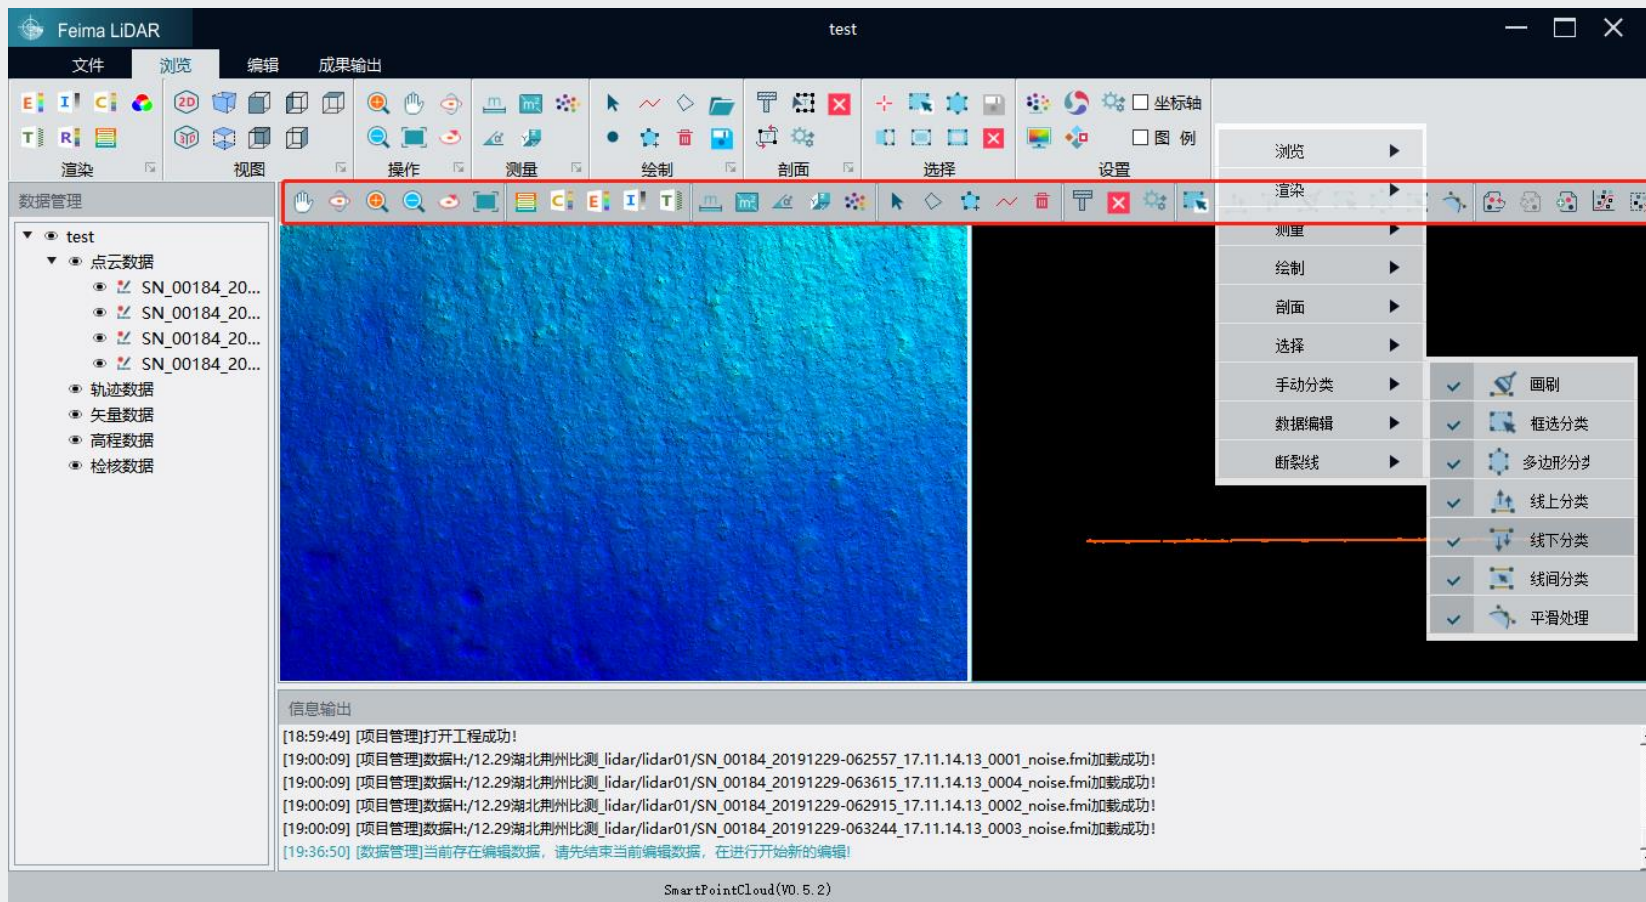 Feima LiDAR
test
文件 浏览 编辑 成果输出
坐标轴
图 例
渲染 视图 操作 测量 绘制 剖面 选择 设置
数据管理
test
点云数据
SN_00184_20...
SN_00184_20...
SN_00184_20...
SN_00184_20...
轨迹数据
矢量数据
高程数据
检核数据
浏览
渲染
测量
绘制
剖面
选择
手动分类
数据编辑
断裂线
画刷
框选分类
多边形分类
线上分类
线下分类
线间分类
平滑处理
信息输出
[18:59:49] [项目管理]打开工程成功!
[19:00:09] [项目管理]数据H:/12.29湖北荆州比测_lidar/lidar01/SN_00184_20191229-062557_17.11.14.13_0001_noise.fmi加载成功!
[19:00:09] [项目管理]数据H:/12.29湖北荆州比测_lidar/lidar01/SN_00184_20191229-063615_17.11.14.13_0004_noise.fmi加载成功!
[19:00:09] [项目管理]数据H:/12.29湖北荆州比测_lidar/lidar01/SN_00184_20191229-062915_17.11.14.13_0002_noise.fmi加载成功!
[19:00:09] [项目管理]数据H:/12.29湖北荆州比测_lidar/lidar01/SN_00184_20191229-063244_17.11.14.13_0003_noise.fmi加载成功!
[19:36:50] [数据管理]当前存在编辑数据，请先结束当前编辑数据，在进行开始新的编辑!
SmartPointCloud(V0.5.2)